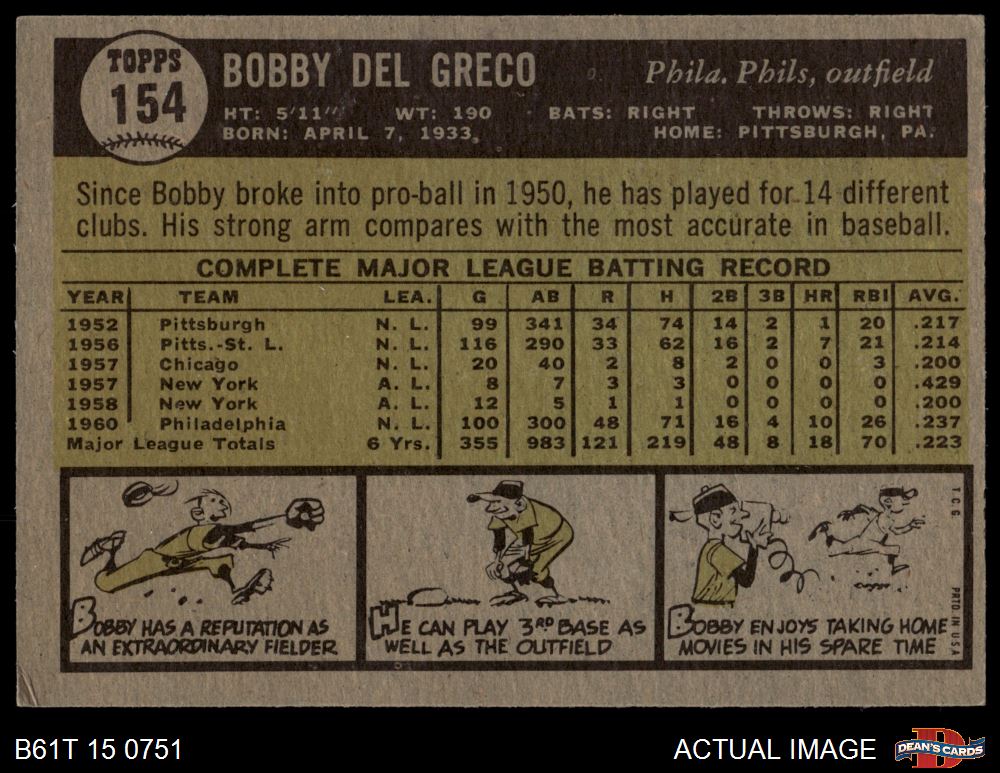 TOPPS
154
BOBBY DEL GRECO
Phila. Phils, outfield
HT: 5'11" WT: 190 BATS: RIGHT THROWS: RIGHT
BORN: APRIL 7, 1933. HOME: PITTSBURGH, PA.
Since Bobby broke into pro-ball in 1950, he has played for 14 different
clubs. His strong arm compares with the most accurate in baseball.
COMPLETE MAJOR LEAGUE BATTING RECORD
YEAR TEAM LEA. G AB R H 2B 3B HR RBI AVG.
1952 Pittsburgh N. L. 99 341 34 74 14 2 1 20 .217
1956 Pitts.-St. L. N. L. 116 290 33 62 16 2 7 21 .214
1957 Chicago N. L. 20 40 2 8 2 0 0 3 .200
1957 New York A. L. 8 7 3 3 0 0 0 0 .429
1958 New York A. L. 12 5 1 1 0 0 0 0 .200
1960 Philadelphia N. L. 100 300 48 71 16 4 10 26 .237
Major League Totals 6 Yrs. 355 983 121 219 48 8 18 70 .223
BOBBY HAS A REPUTATION AS
AN EXTRAORDINARY FIELDER
HE CAN PLAY 3RD BASE AS
WELL AS THE OUTFIELD
BOBBY ENJOYS TAKING HOME
MOVIES IN HIS SPARE TIME
T.C.G.
PRTD. IN U.S.A.
B61T 15 0751
ACTUAL IMAGE
D
DEAN'S CARDS